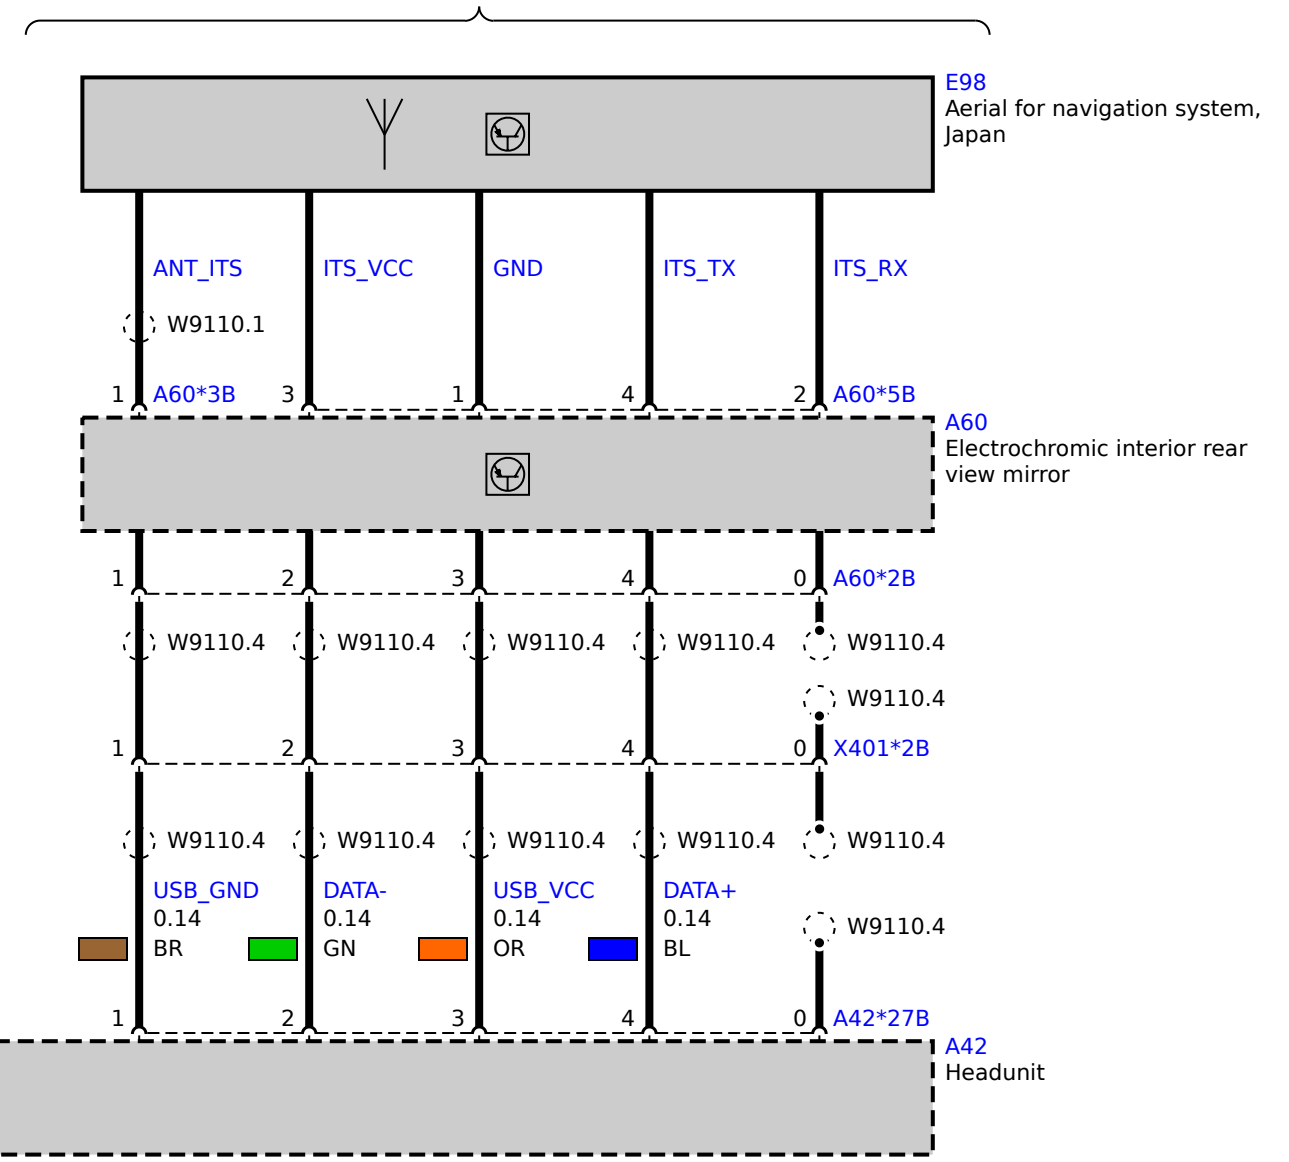 E98
Aerial for navigation system,
Japan
ANT_ITS ITS_VCC GND ITS_TX ITS_RX
W9110.1
1 A60*3B 3 1 4 2 A60*5B
A60
Electrochromic interior rear
view mirror
1 2 3 4 0 A60*2B
W9110.4 W9110.4 W9110.4 W9110.4 W9110.4
W9110.4
1 2 3 4 0 X401*2B
W9110.4 W9110.4 W9110.4 W9110.4 W9110.4
USB_GND DATA- USB_VCC DATA+
0.14 0.14 0.14 0.14
W9110.4
BR GN OR BL
1 2 3 4 0 A42*27B
A42
Headunit